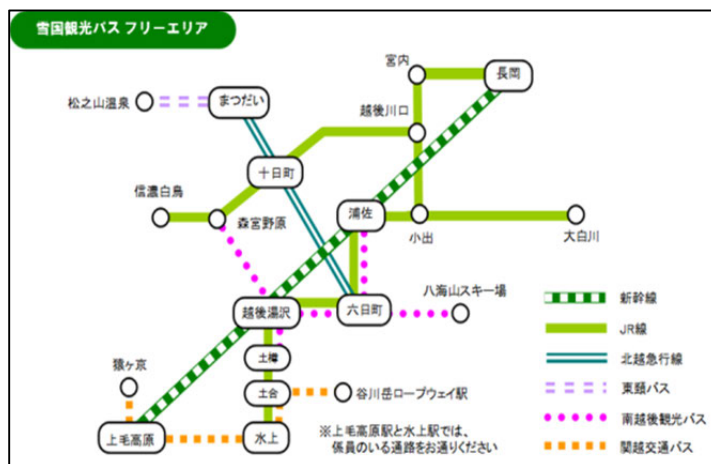 雪国観光パス フリーエリア
宮内
長岡
松之山温泉
まつだい
越後川口
十日町
信濃白鳥
森宮野原
浦佐
小出
大白川
八海山スキー場
越後湯沢
六日町
土樽
猿ヶ京
土合
谷川岳ロープウェイ駅
上毛高原
水上
※上毛高原駅と水上駅では、
係員のいる通路をお通りください
新幹線
JR線
北越急行線
東頸バス
南越後観光バス
関越交通バス